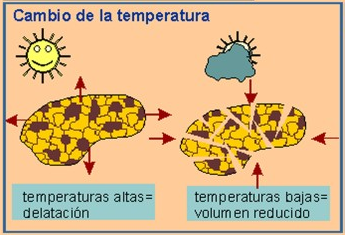 Cambio de la temperatura
temperaturas altas=
delatación
temperaturas bajas=
volumen reducido